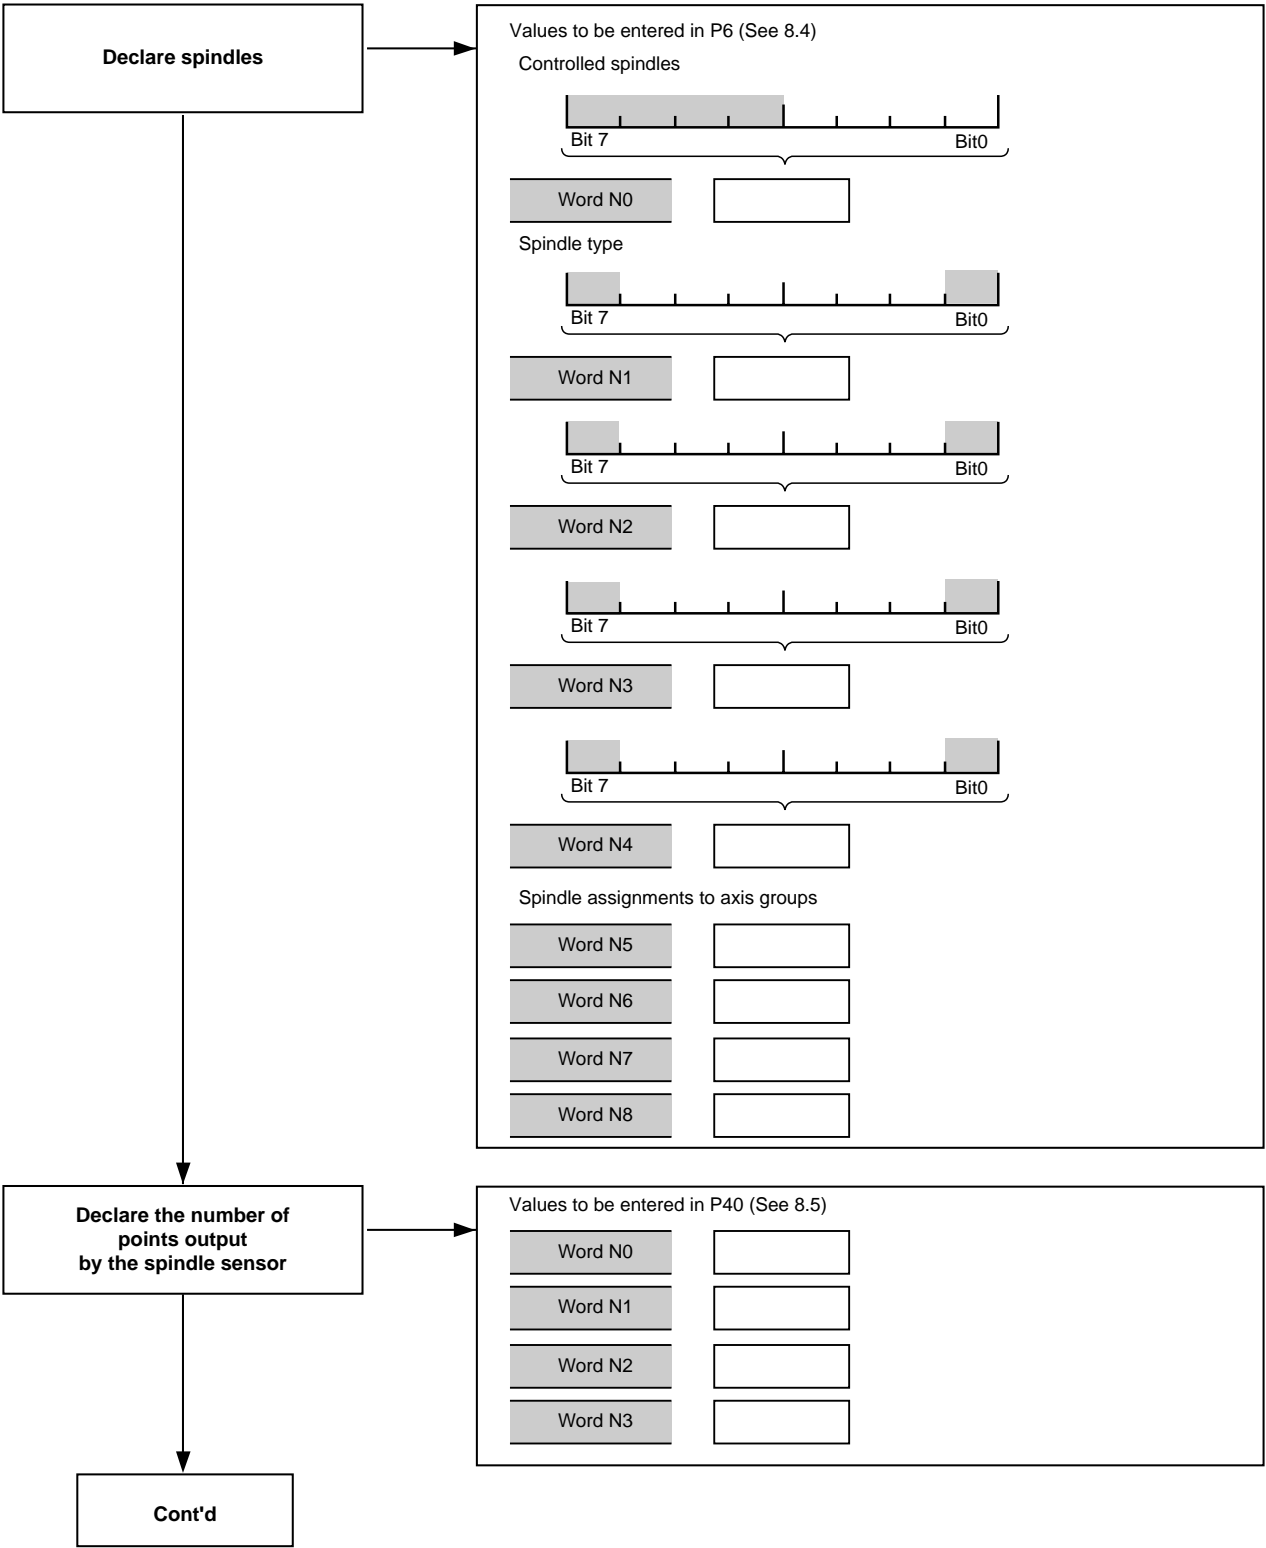 Declare spindles
Values to be entered in P6 (See 8.4)
Controlled spindles
Bit 7
Bit0
Word N0
Spindle type
Bit 7
Bit0
Word N1
Bit 7
Bit0
Word N2
Bit 7
Bit0
Word N3
Bit 7
Bit0
Word N4
Spindle assignments to axis groups
Word N5
Word N6
Word N7
Word N8
Declare the number of
points output
by the spindle sensor
Values to be entered in P40 (See 8.5)
Word N0
Word N1
Word N2
Word N3
Cont'd